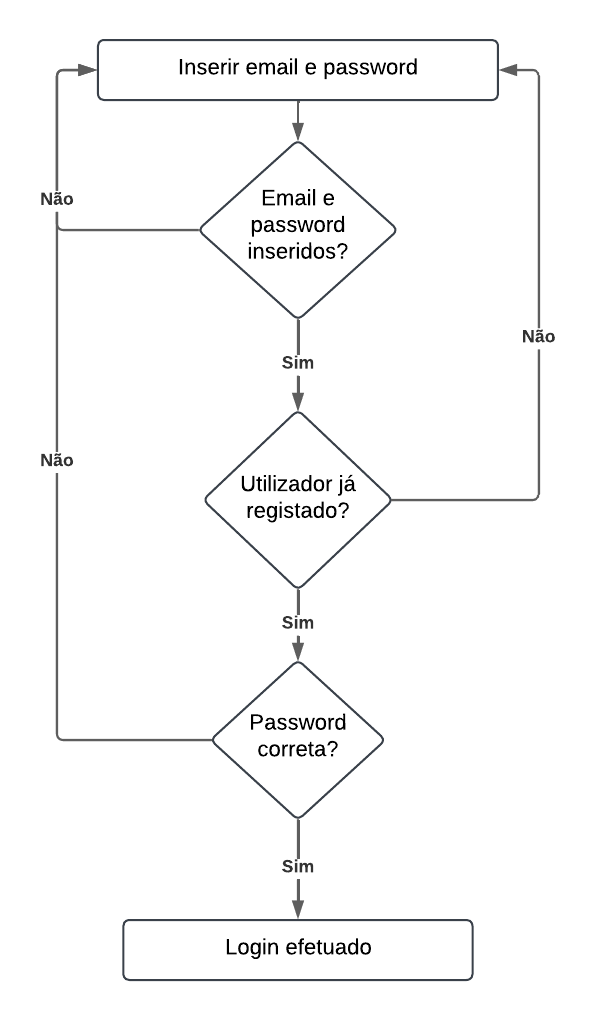 Inserir email e password
Email e
password
inseridos?
Não
Sim
Não
Não
Utilizador já
registado?
Sim
Password
correta?
Sim
Login efetuado